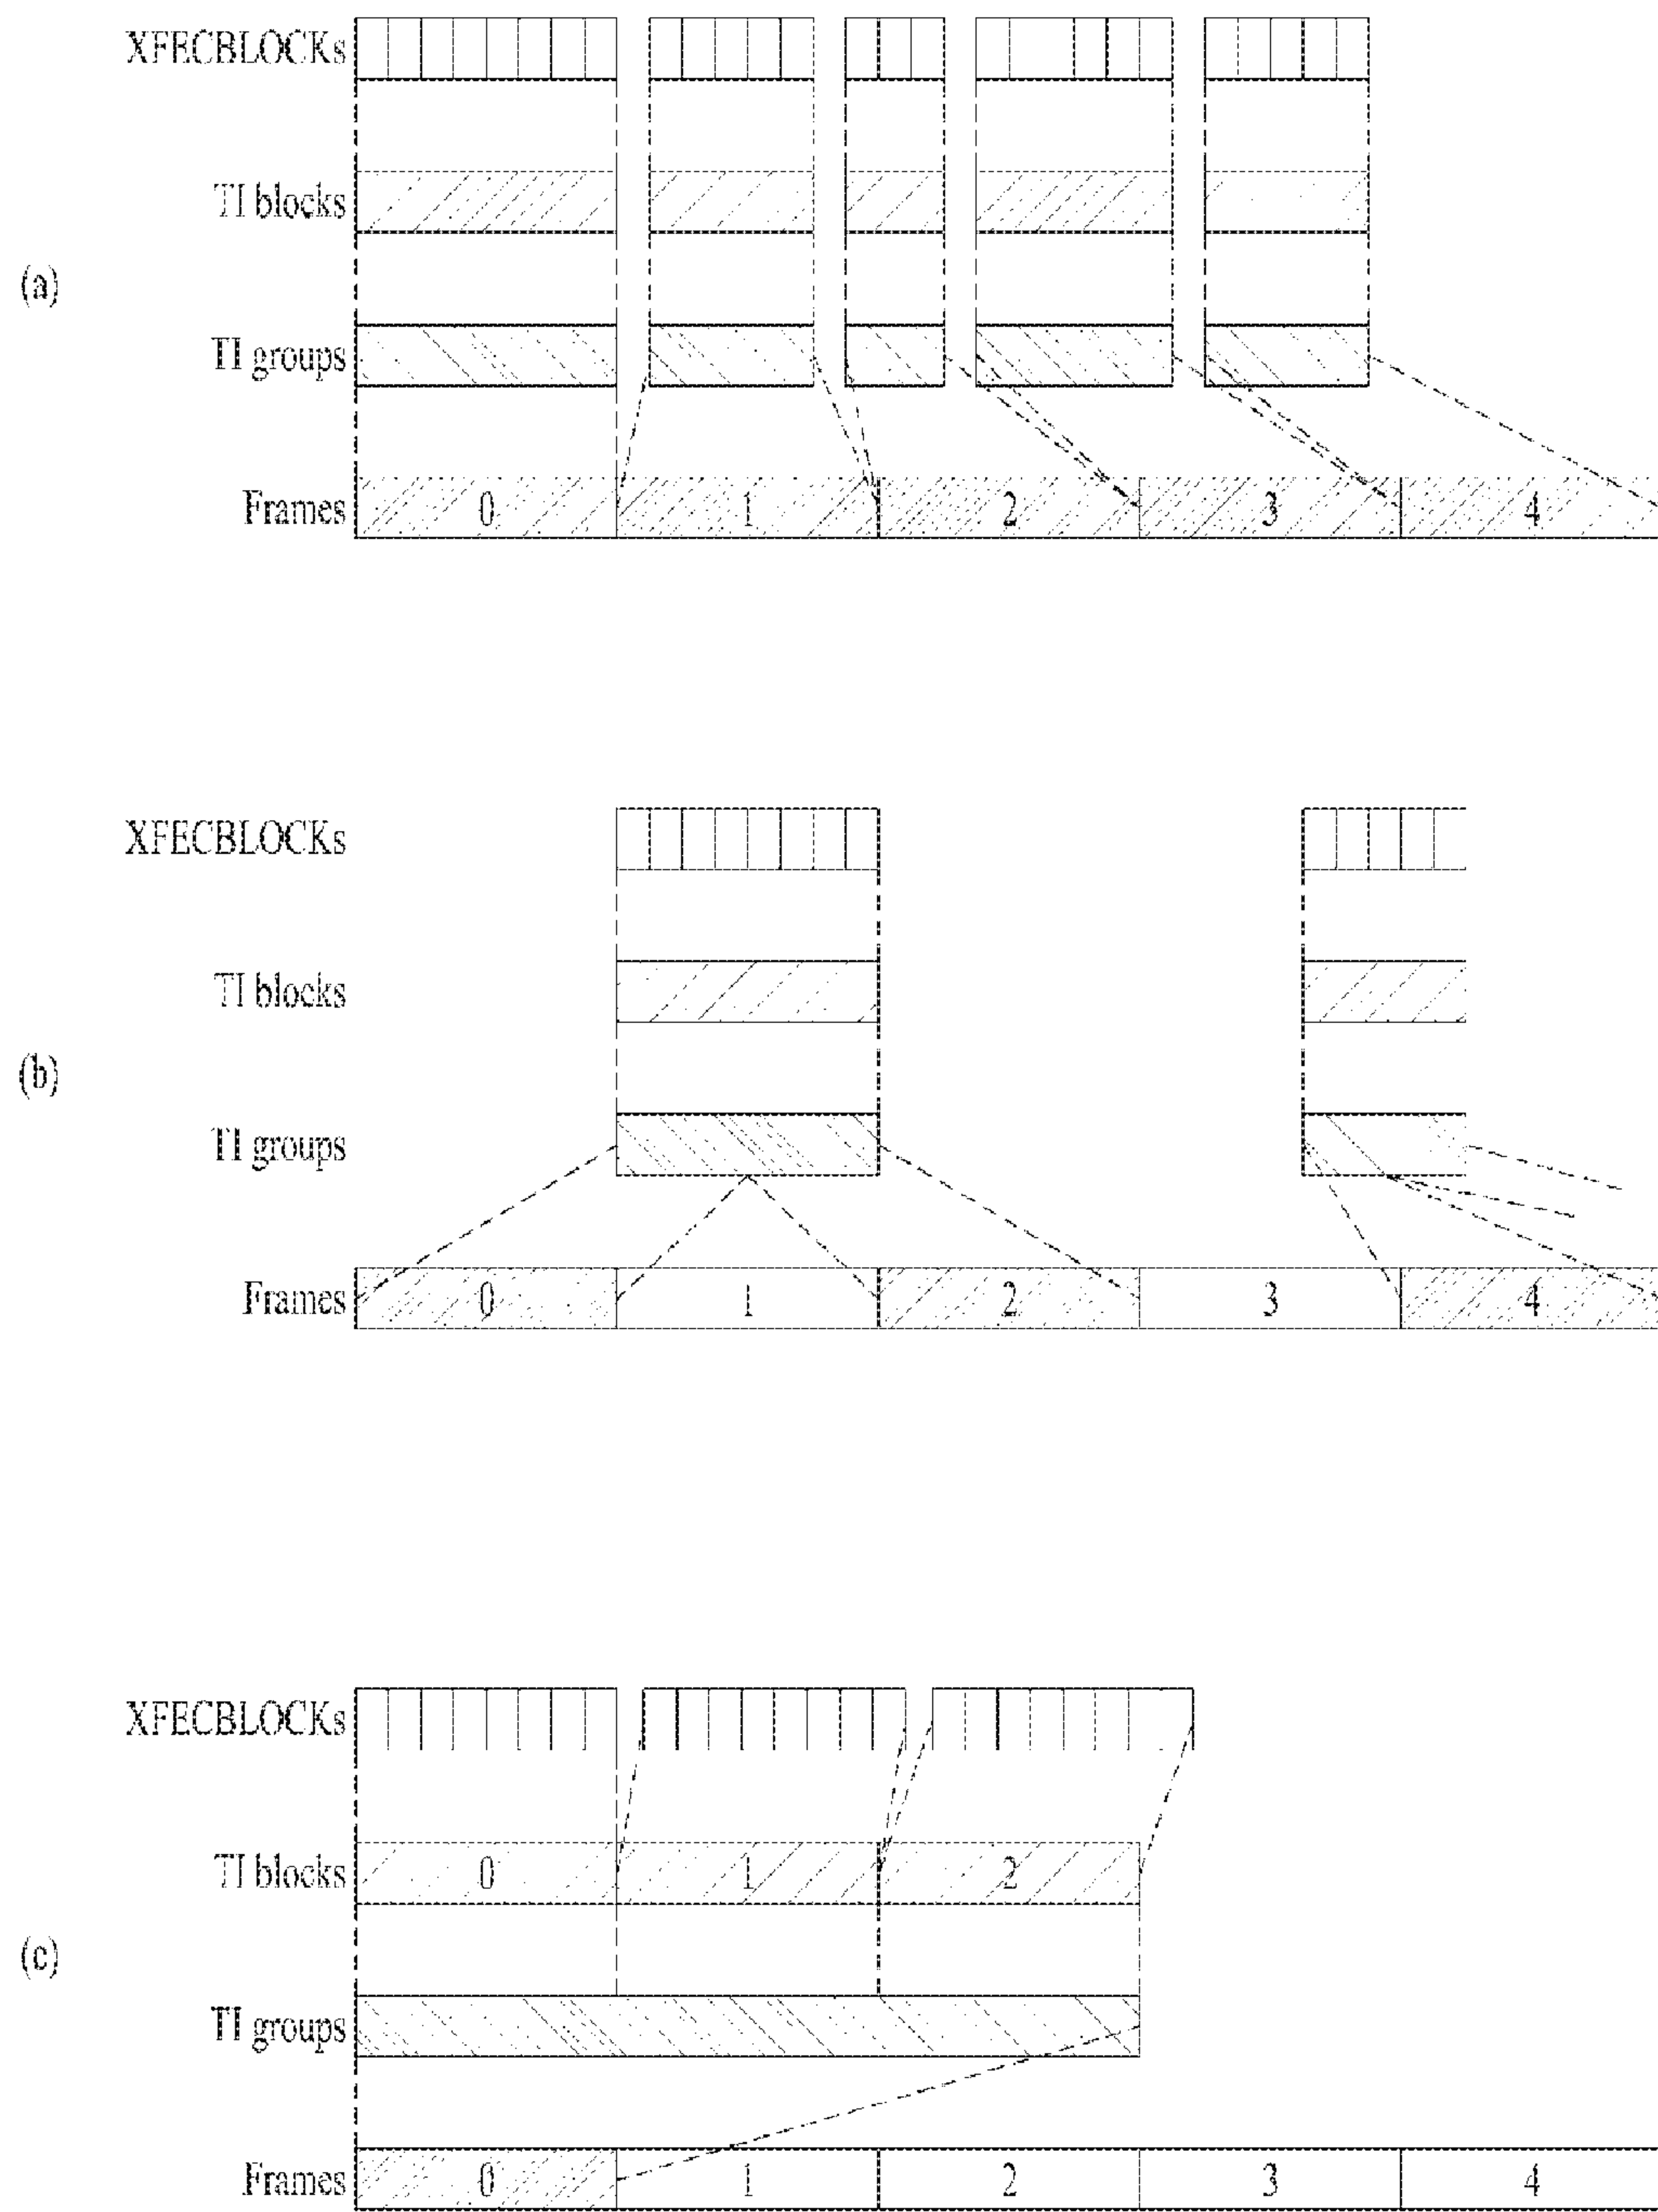 XFECBLOCKs
TI blocks
(a)
TI groups
Frames 0 1 2 3 4
XFECBLOCKs
TI blocks
(b)
TI groups
Frames 0 1 2 3 4
XFECBLOCKs
TI blocks 0 1 2
(c)
TI groups
Frames 0 1 2 3 4